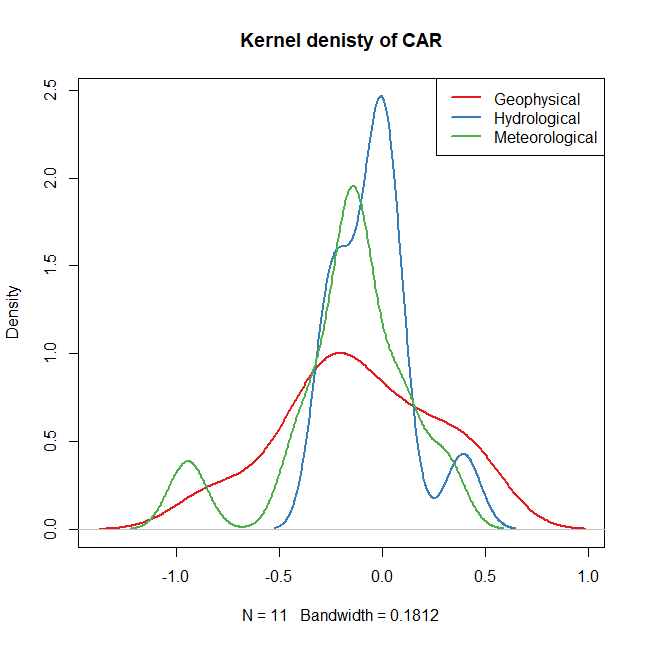 Kernel denisty of CAR
Geophysical
Hydrological
Meteorological
Density
0.0
0.5
1.0
1.5
2.0
2.5
-1.0
-0.5
0.0
0.5
1.0
N = 11 Bandwidth = 0.1812